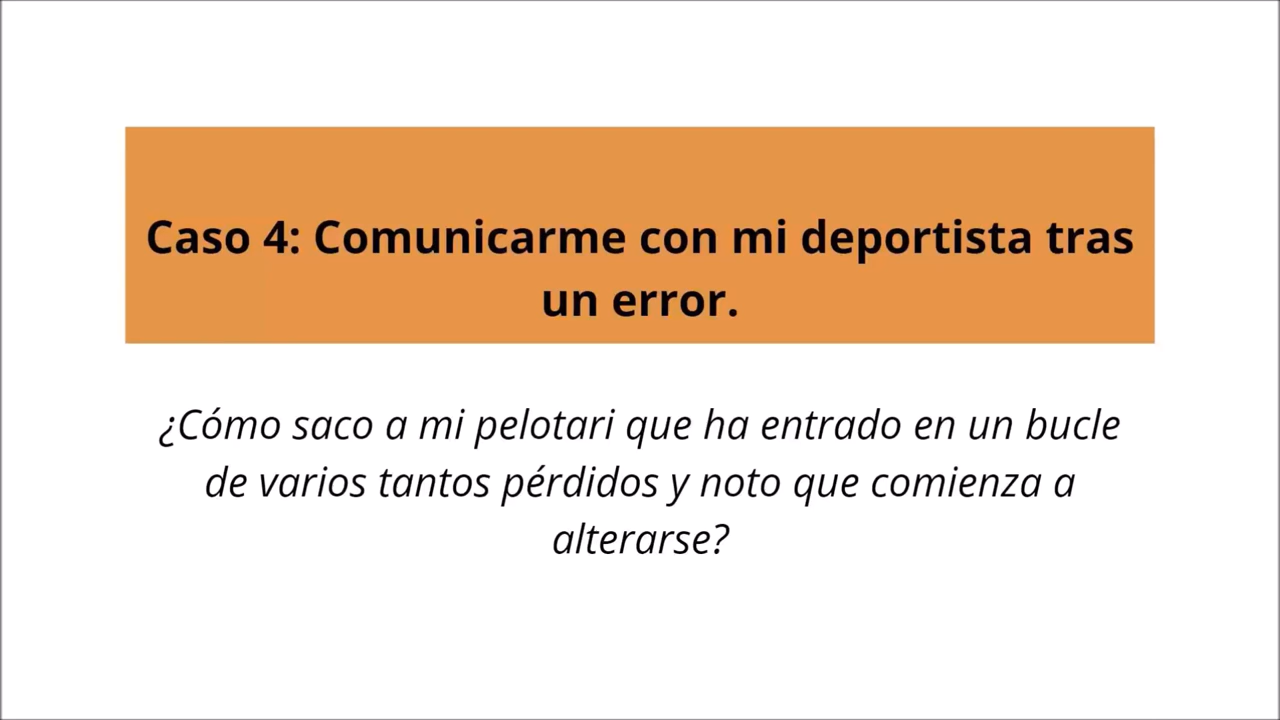 Caso 4: Comunicarme con mi deportista tras
un error.
¿Cómo saco a mi pelotari que ha entrado en un bucle
de varios tantos pérdidos y noto que comienza a
alterarse?